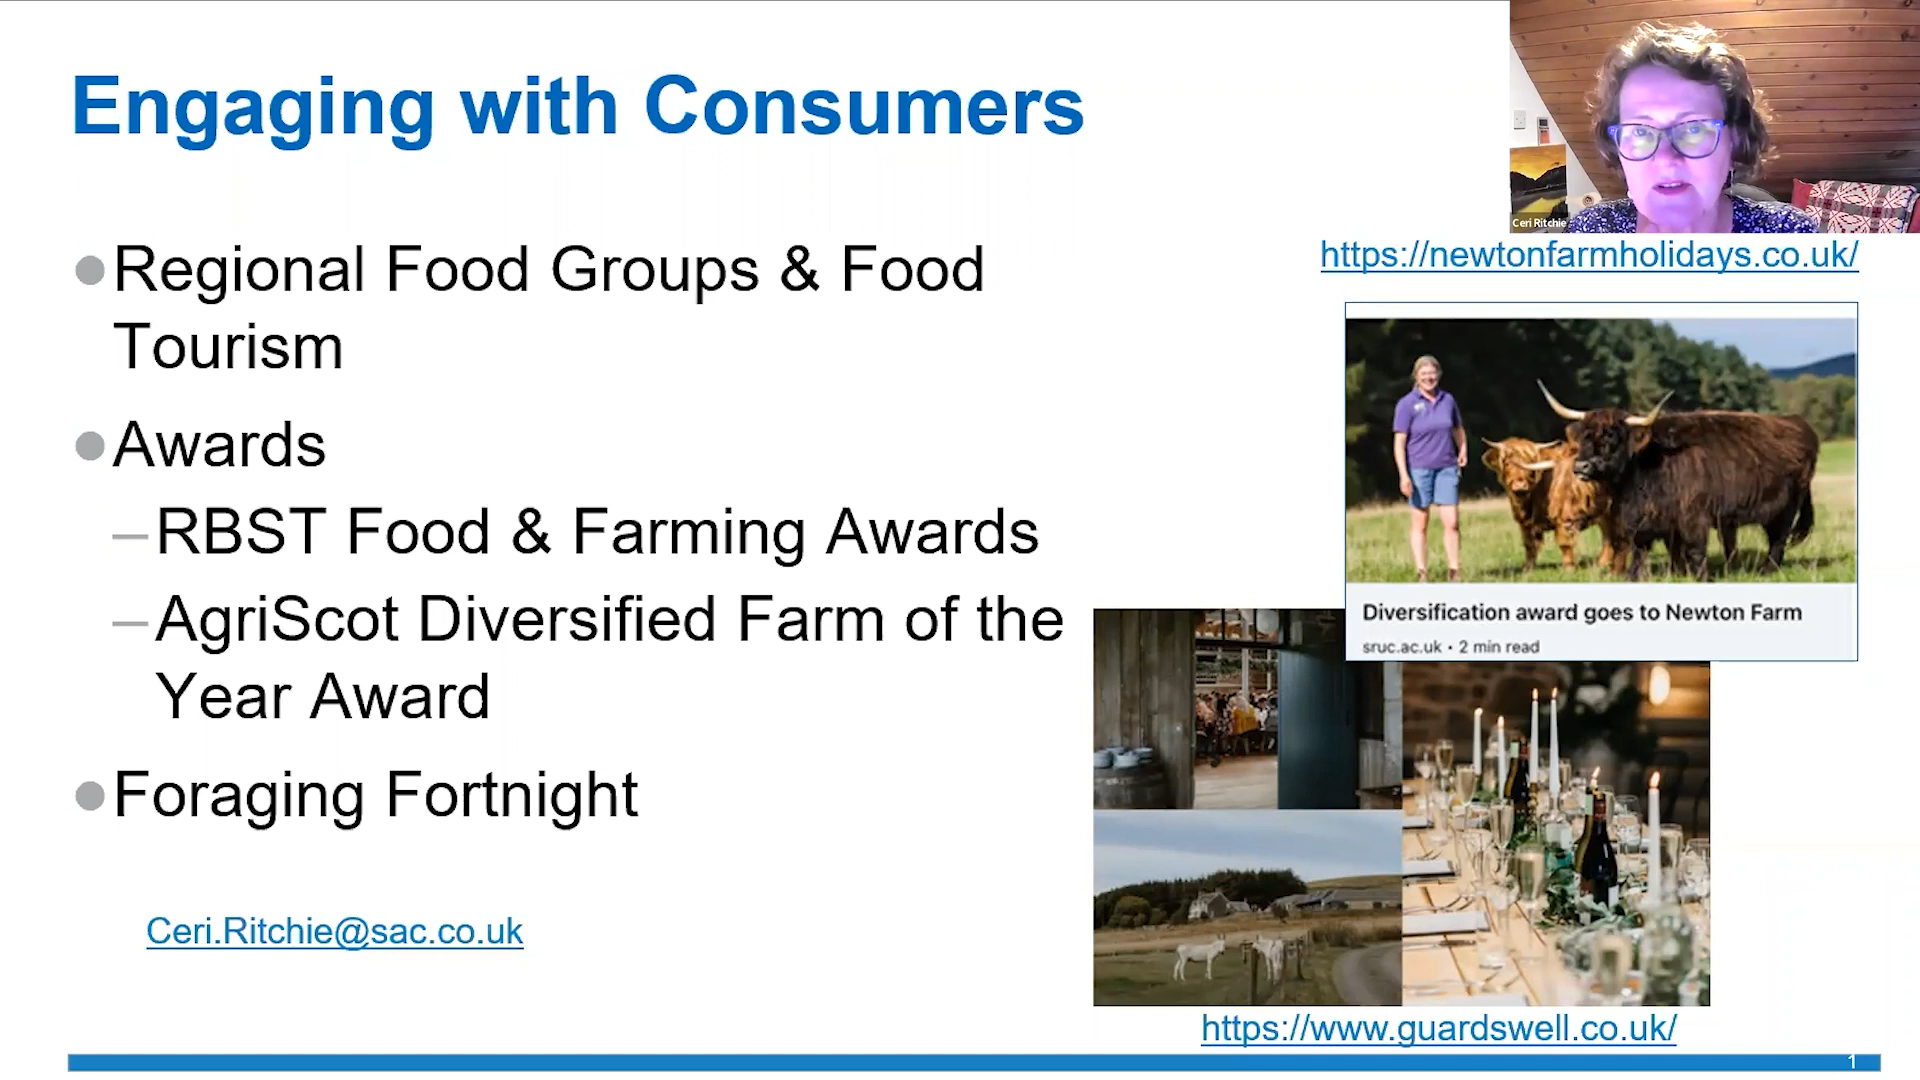 Engaging with Consumers
Ceri Ritchie
https://newtonfarmholidays.co.uk/
Regional Food Groups & Food
Tourism
Awards
–RBST Food & Farming Awards
–AgriScot Diversified Farm of the
Year Award
Foraging Fortnight
Ceri.Ritchie@sac.co.uk
Diversification award goes to Newton Farm
sruc.ac.uk • 2 min read
https://www.guardswell.co.uk/
1